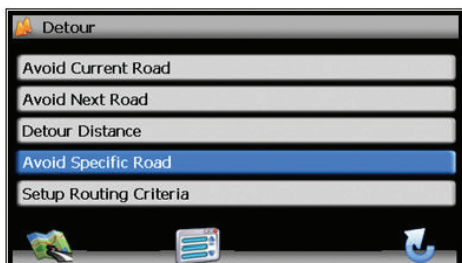 Detour
Avoid Current Road
Avoid Next Road
Detour Distance
Avoid Specific Road
Setup Routing Criteria